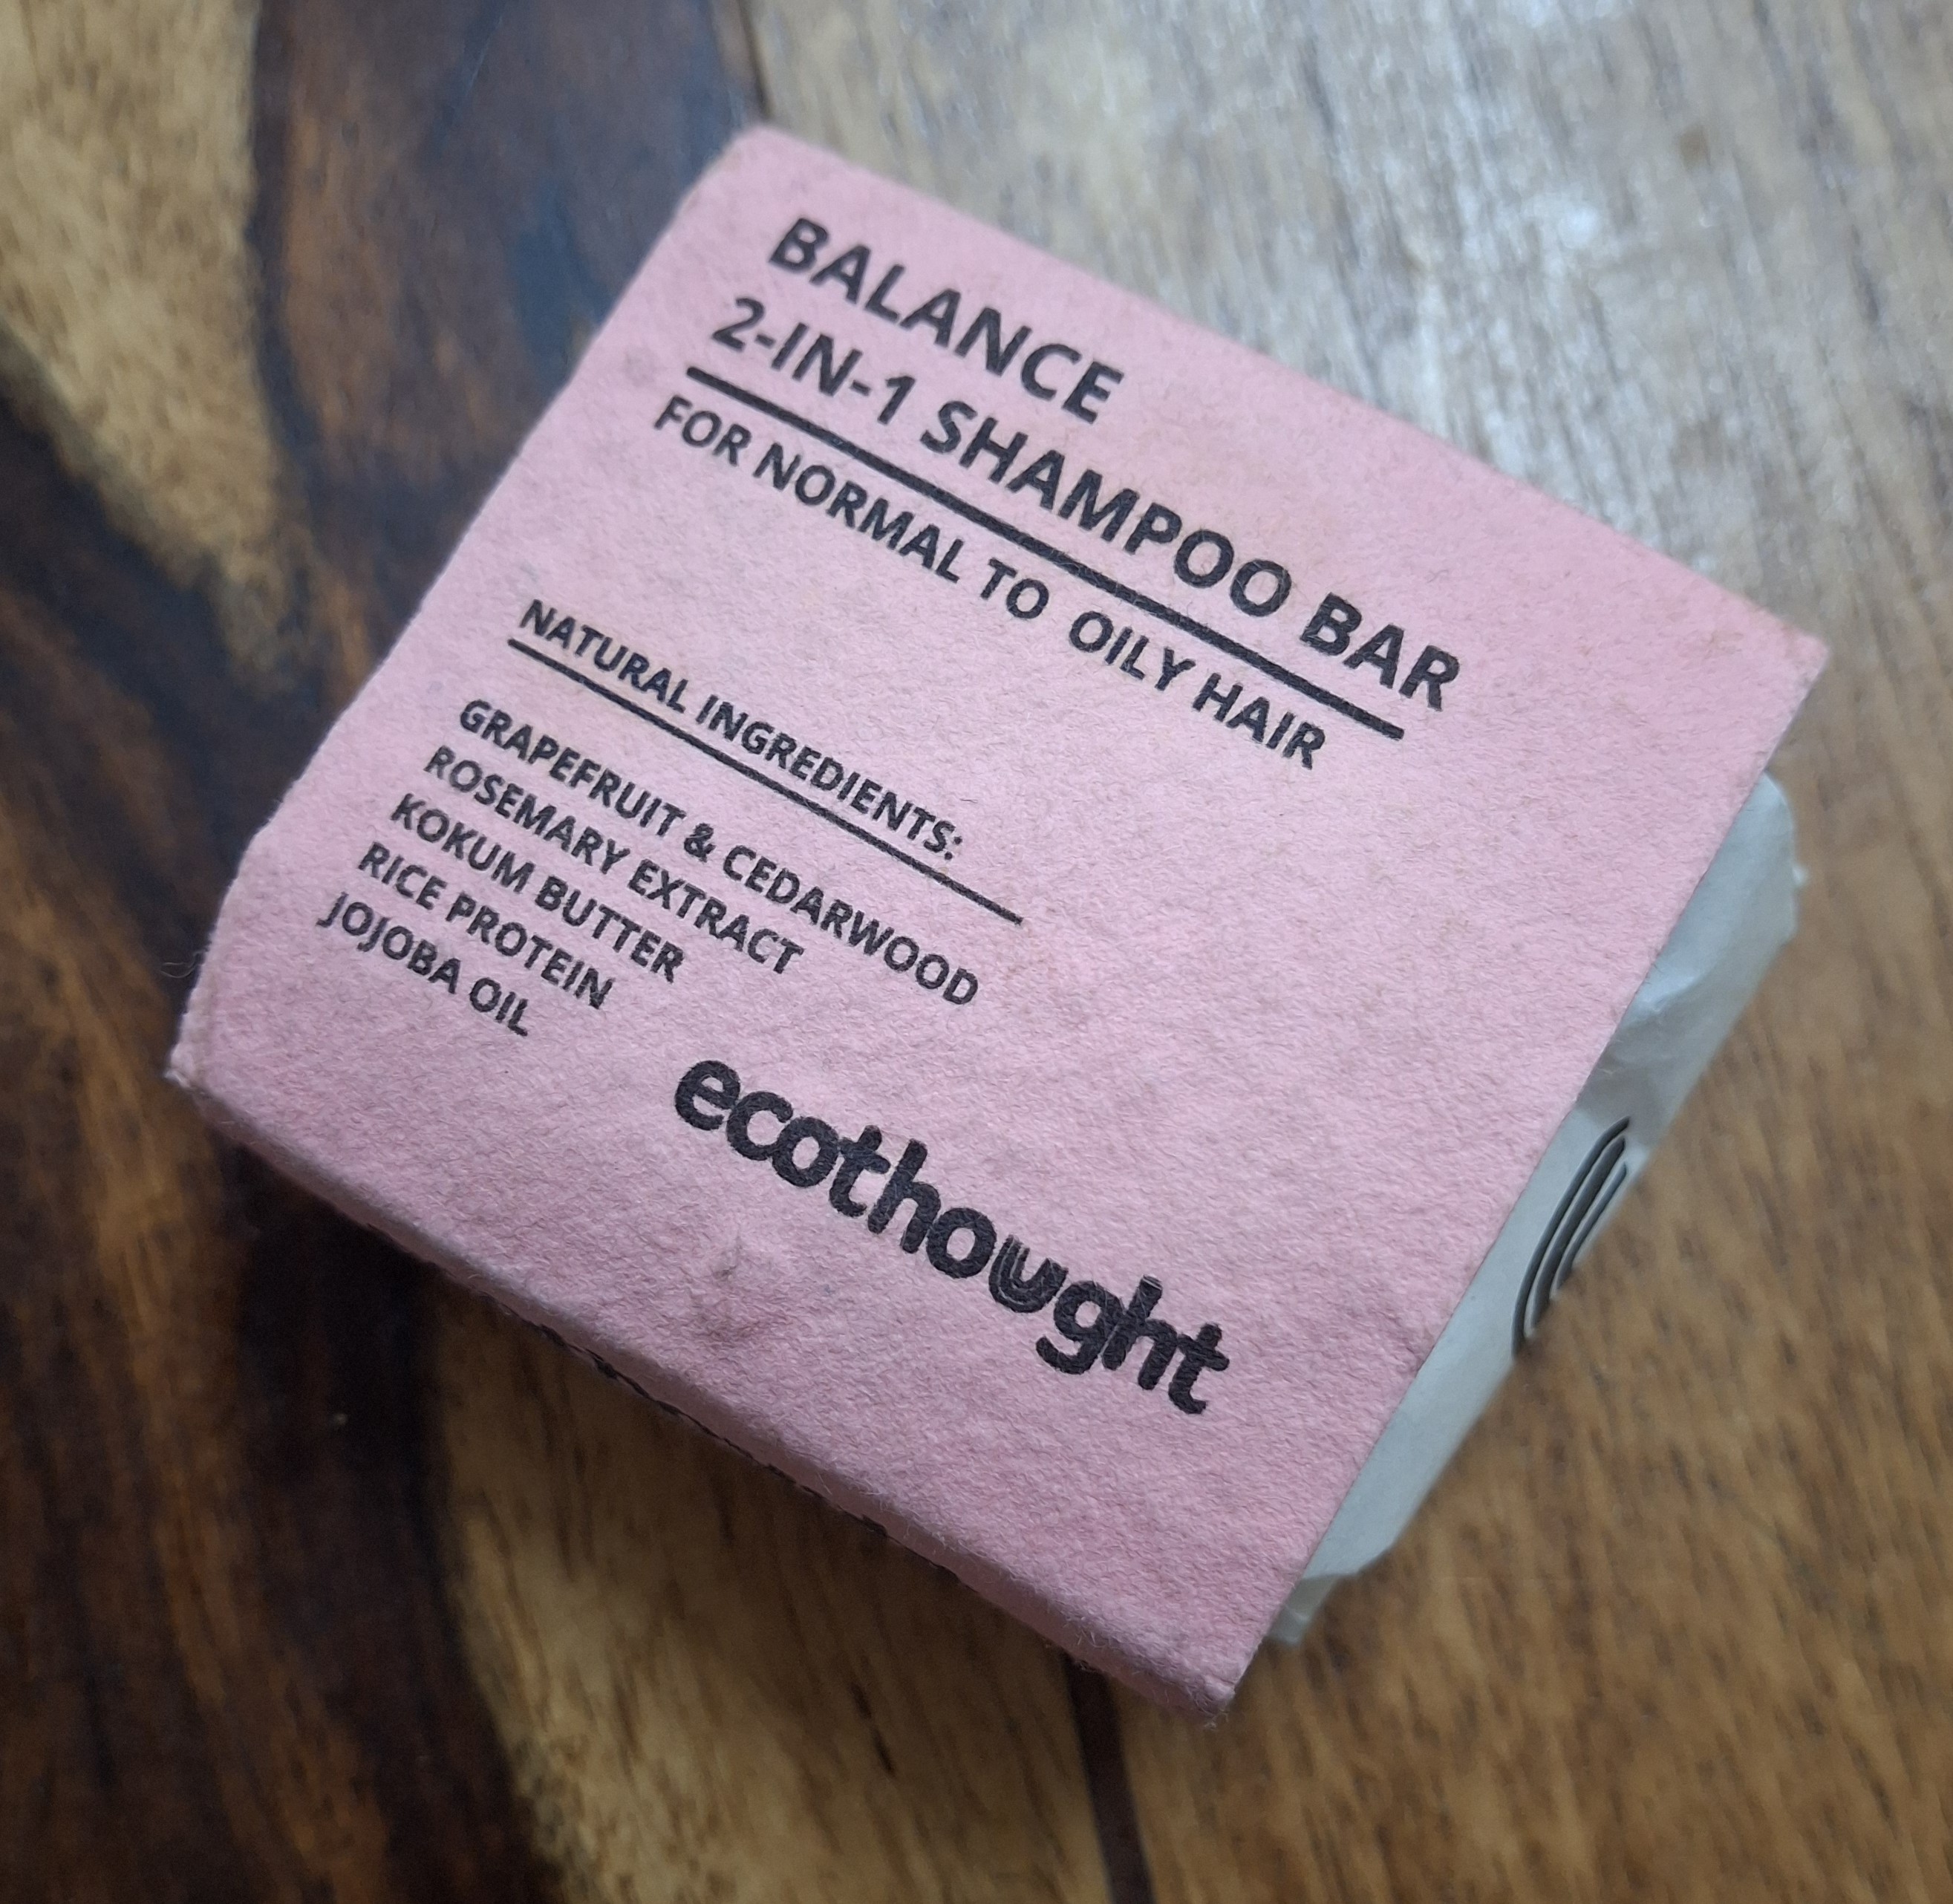 BALANCE
2-IN-1 SHAMPOO BAR
FOR NORMAL TO OILY HAIR
NATURAL INGREDIENTS:
GRAPEFRUIT & CEDARWOOD
ROSEMARY EXTRACT
KOKUM BUTTER
RICE PROTEIN
JOJOBA OIL
ecothought